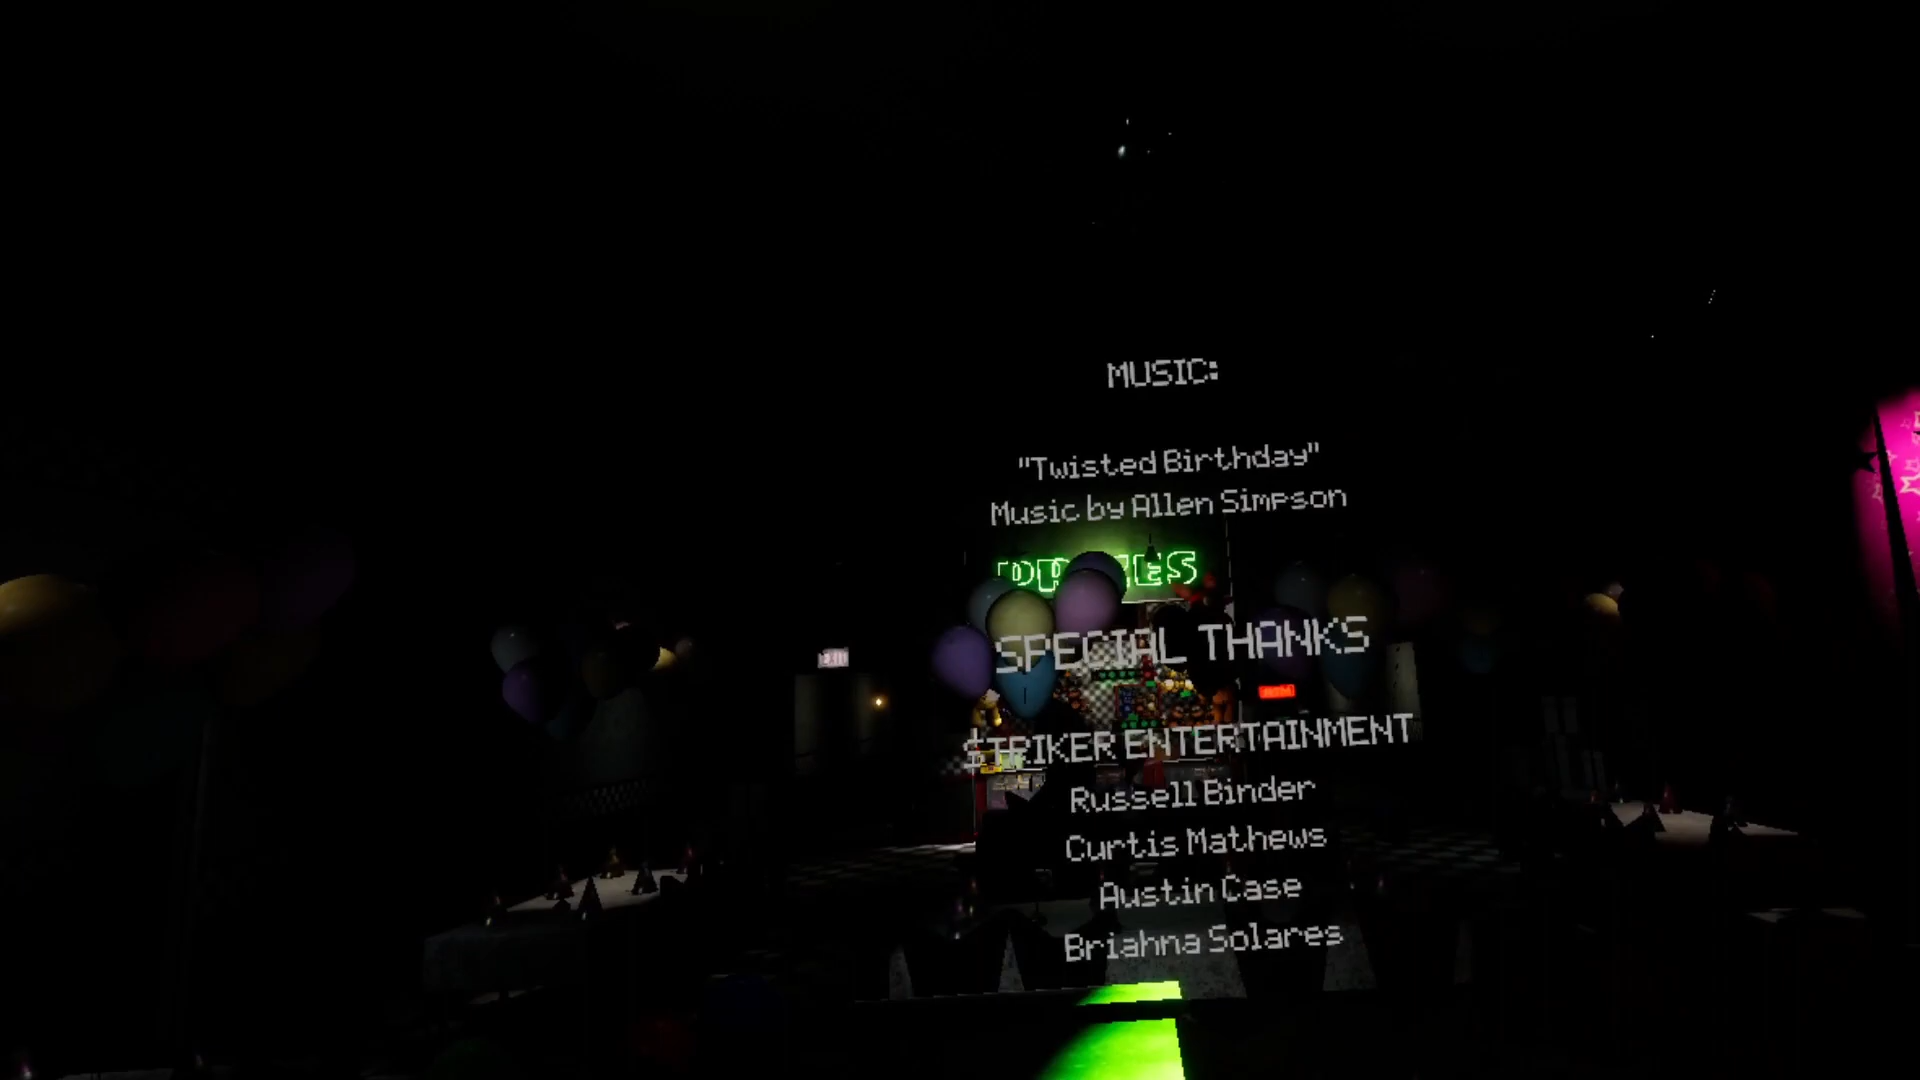 MUSIC:
"Twisted Birthday"
Music by Allen Simpson
SPECIAL THANKS
EXIT
STRIKER ENTERTAINMENT
Russell Binder
Curtis Mathews
Austin Case
Briahna Solares